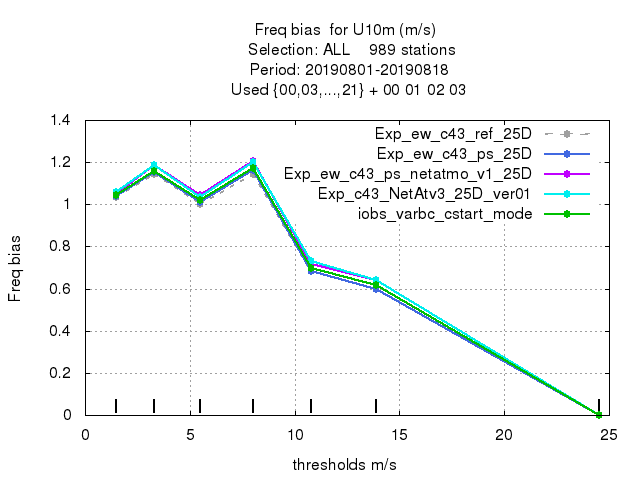 Freq bias for U10m (m/s)
Selection: ALL 989 stations
Period: 20190801-20190818
Used {00,03,...,21} + 00 01 02 03
Exp_ew_c43_ref_25D
Exp_ew_c43_ps_25D
Exp_ew_c43_ps_netatmo_v1_25D
Exp_c43_NetAtv3_25D_ver01
iobs_varbc_cstart_mode
1.4
1.2
1
0.8
0.6
0.4
0.2
0
Freq bias
0 5 10 15 20 25
thresholds m/s